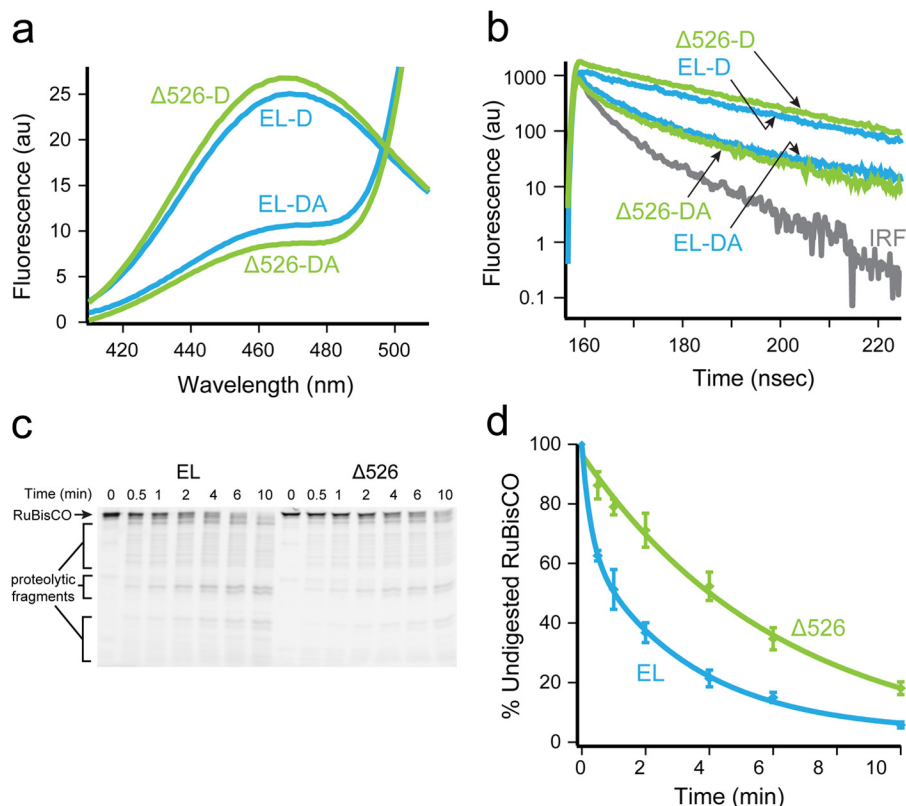 a
Fluorescence (au)
25
20
15
10
5
0
Δ526-D
EL-D
EL-DA
Δ526-DA
420 440 460 480 500
Wavelength (nm)
b
Fluorescence (au)
1000
100
10
1
0.1
Δ526-D
EL-D
Δ526-DA
EL-DA
IRF
160 180 200 220
Time (nsec)
c
EL Δ526
Time (min) 0 0.5 1 2 4 6 10 0 0.5 1 2 4 6 10
RuBisCO
proteolytic
fragments
d
% Undigested RuBisCO
100
80
60
40
20
0
Δ526
EL
0 2 4 6 10
Time (min)